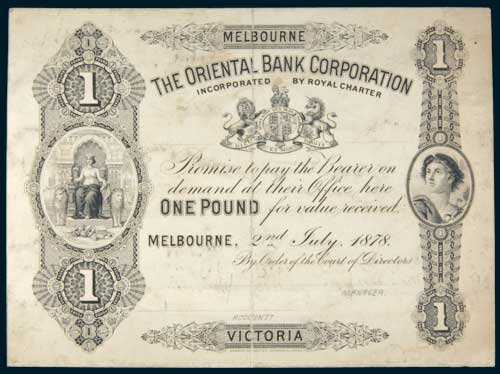 1
MELBOURNE
1
THE ORIENTAL BANK CORPORATION
INCORPORATED BY ROYAL CHARTER
Promise to pay the Bearer on
demand at their Office here
ONE POUND for value received.
MELBOURNE, 2nd July, 1878.
By Order of the Court of Directors
MANAGER.
ACCOUNTT
1
VICTORIA
1